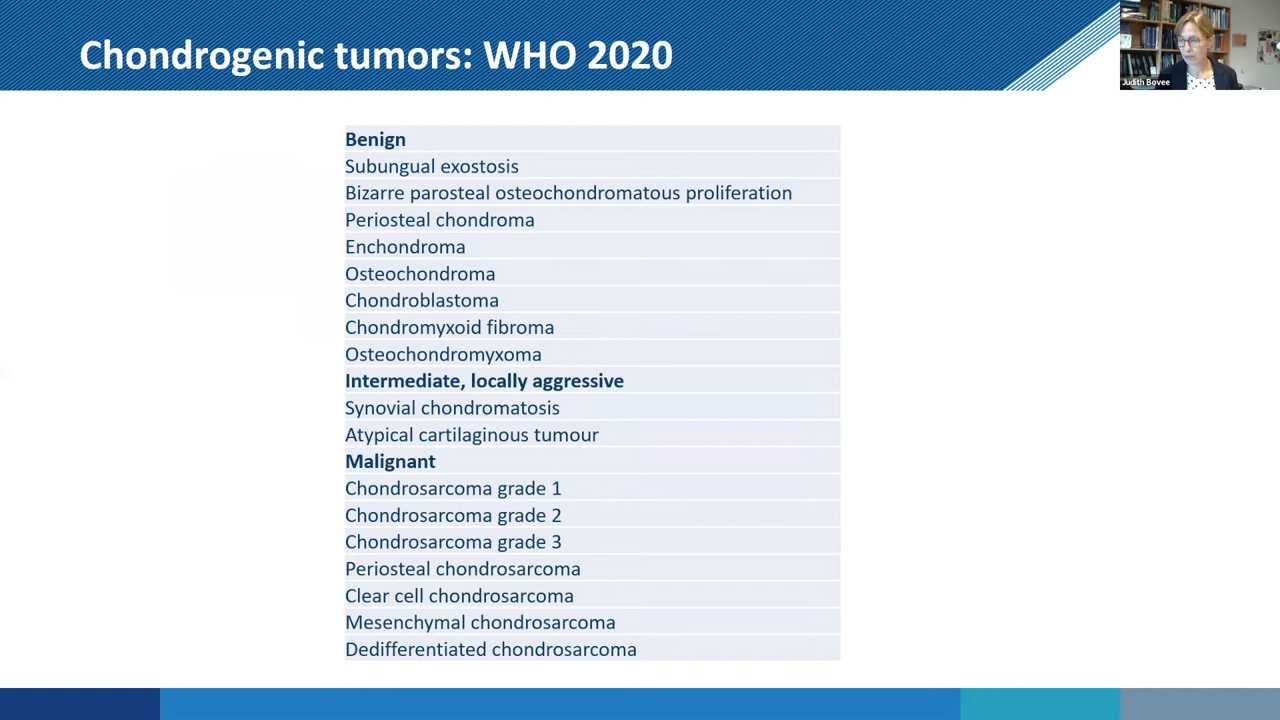 Chondrogenic tumors: WHO 2020
Judith Bovee
Benign
Subungual exostosis
Bizarre parosteal osteochondromatous proliferation
Periosteal chondroma
Enchondroma
Osteochondroma
Chondroblastoma
Chondromyxoid fibroma
Osteochondromyxoma
Intermediate, locally aggressive
Synovial chondromatosis
Atypical cartilaginous tumour
Malignant
Chondrosarcoma grade 1
Chondrosarcoma grade 2
Chondrosarcoma grade 3
Periosteal chondrosarcoma
Clear cell chondrosarcoma
Mesenchymal chondrosarcoma
Dedifferentiated chondrosarcoma